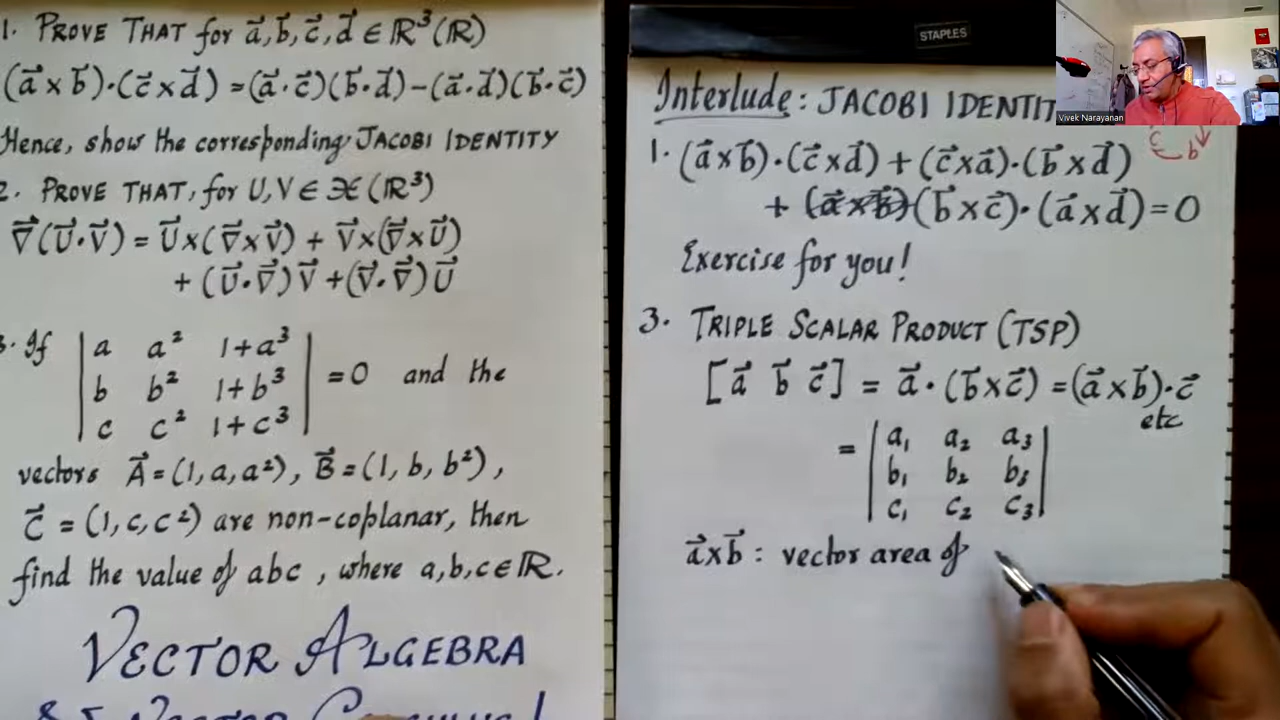 1. PROVE THAT for a⃗, b⃗, c⃗, d⃗ ∈ ℝ³(ℝ)
(a⃗ × b⃗)·(c⃗ × d⃗) = (a⃗·c⃗)(b⃗·d⃗) − (a⃗·d⃗)(b⃗·c⃗)
Hence, show the corresponding JACOBI IDENTITY
2. PROVE THAT, for U, V ∈ 𝔛(ℝ³)
∇⃗(U⃗·V⃗) = U⃗×(∇⃗×V⃗) + V⃗×(∇⃗×U⃗)
+ (U⃗·∇⃗)V⃗ + (V⃗·∇⃗)U⃗
3. If | a a² 1+a³ |
| b b² 1+b³ | = 0 and the
| c c² 1+c³ |
vectors A⃗ = (1, a, a²), B⃗ = (1, b, b²),
C⃗ = (1, c, c²) are non-coplanar, then
find the value of abc, where a, b, c ∈ ℝ.
VECTOR ALGEBRA
STAPLES
Vivek Narayanan
Interlude: JACOBI IDENTIT
c b
1. (a⃗×b⃗)·(c⃗×d⃗) + (c⃗×a⃗)·(b⃗×d⃗)
+ (a⃗×b⃗) (b⃗×c⃗)·(a⃗×d⃗) = 0
Exercise for you!
3. TRIPLE SCALAR PRODUCT (TSP)
[a⃗ b⃗ c⃗] = a⃗·(b⃗×c⃗) = (a⃗×b⃗)·c⃗
etc
= | a₁ a₂ a₃ |
| b₁ b₂ b₃ |
| c₁ c₂ c₃ |
a⃗×b⃗ : vector area of